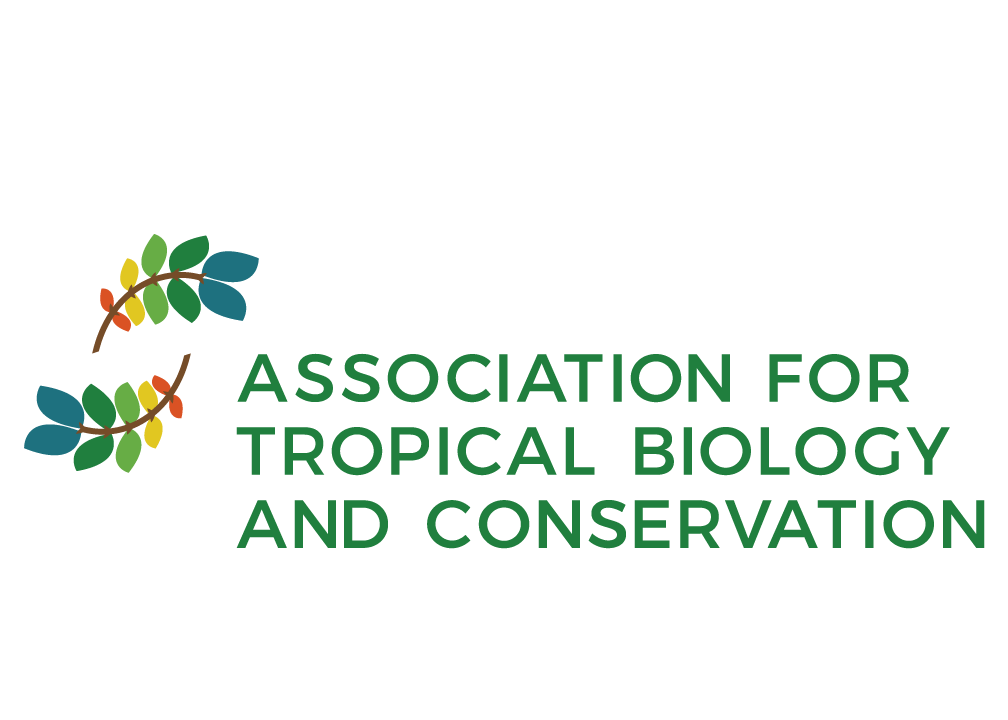 ASSOCIATION FOR
TROPICAL BIOLOGY
AND CONSERVATION